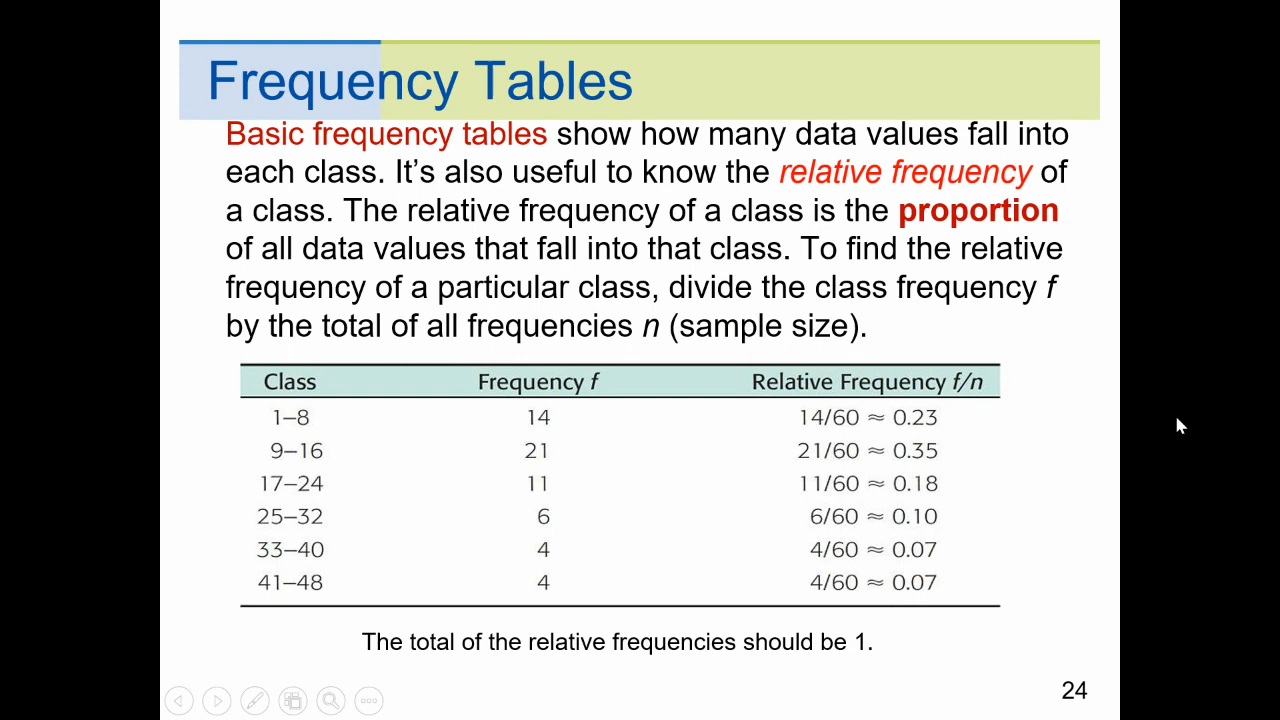 Frequency Tables
Basic frequency tables show how many data values fall into
each class. It’s also useful to know the relative frequency of
a class. The relative frequency of a class is the proportion
of all data values that fall into that class. To find the relative
frequency of a particular class, divide the class frequency f
by the total of all frequencies n (sample size).
Class Frequency f Relative Frequency f/n
1–8 14 14/60 ≈ 0.23
9–16 21 21/60 ≈ 0.35
17–24 11 11/60 ≈ 0.18
25–32 6 6/60 ≈ 0.10
33–40 4 4/60 ≈ 0.07
41–48 4 4/60 ≈ 0.07
The total of the relative frequencies should be 1.
24